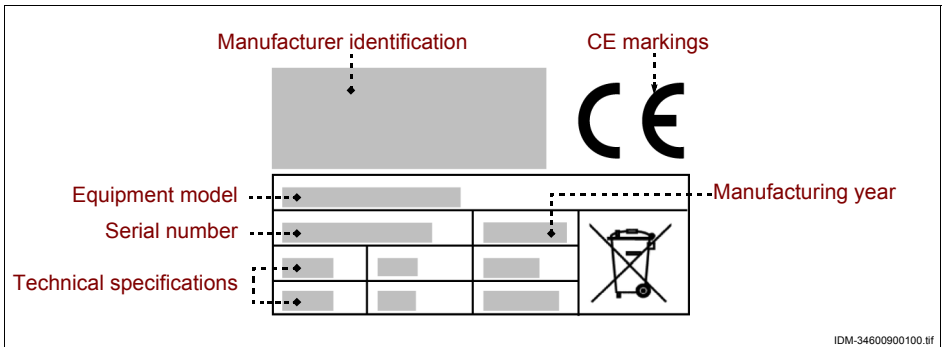 Manufacturer identification
CE markings
CE
Equipment model
Manufacturing year
Serial number
Technical specifications
IDM-34600900100.tif